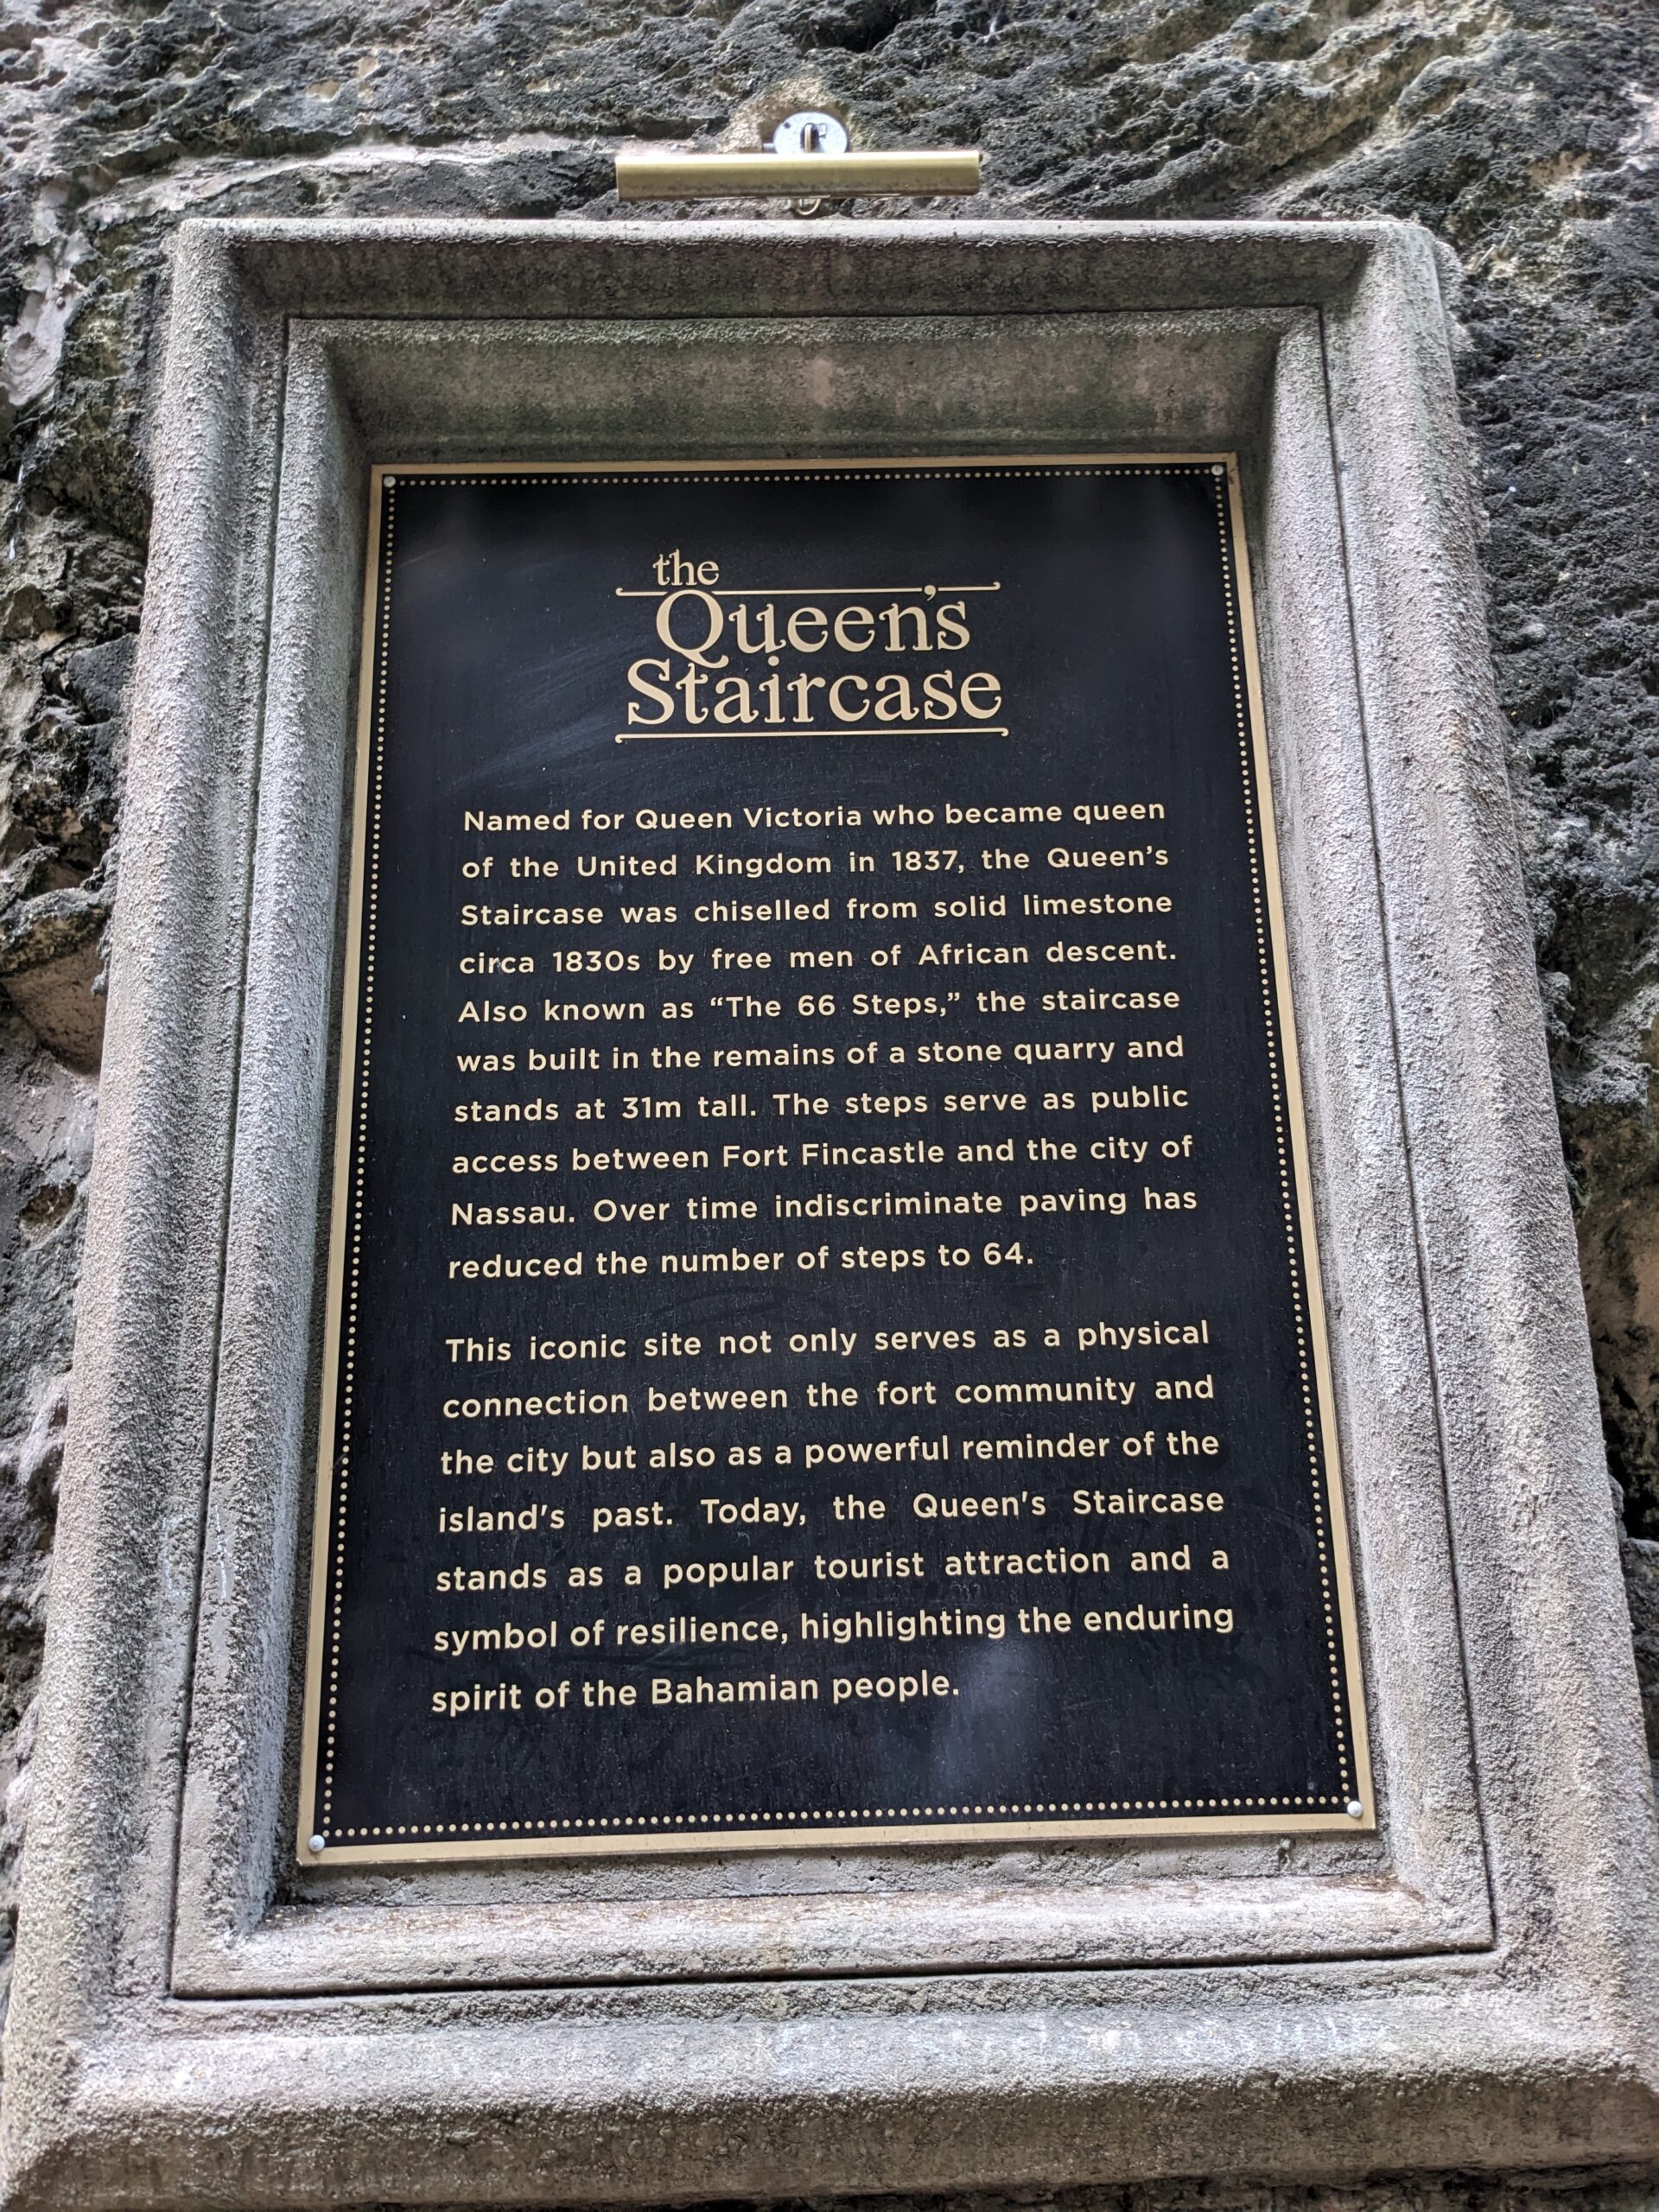 the
Queen's
Staircase
Named for Queen Victoria who became queen
of the United Kingdom in 1837, the Queen’s
Staircase was chiselled from solid limestone
circa 1830s by free men of African descent.
Also known as “The 66 Steps,” the staircase
was built in the remains of a stone quarry and
stands at 31m tall. The steps serve as public
access between Fort Fincastle and the city of
Nassau. Over time indiscriminate paving has
reduced the number of steps to 64.
This iconic site not only serves as a physical
connection between the fort community and
the city but also as a powerful reminder of the
island's past. Today, the Queen's Staircase
stands as a popular tourist attraction and a
symbol of resilience, highlighting the enduring
spirit of the Bahamian people.